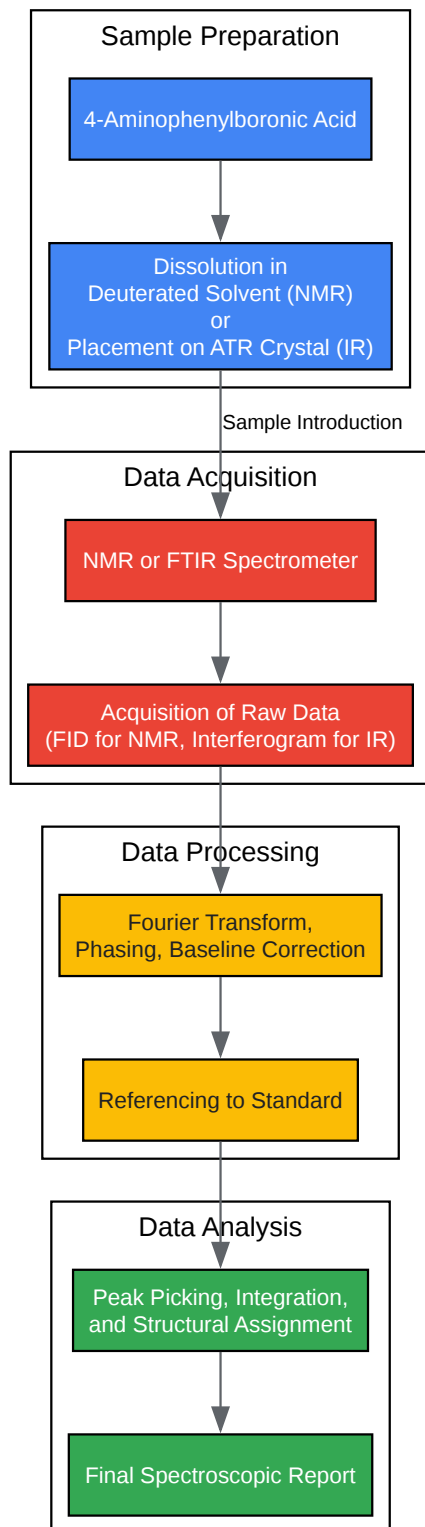 Sample Preparation
4-Aminophenylboronic Acid
Dissolution in
Deuterated Solvent (NMR)
or
Placement on ATR Crystal (IR)
Sample Introduction
Data Acquisition
NMR or FTIR Spectrometer
Acquisition of Raw Data
(FID for NMR, Interferogram for IR)
Data Processing
Fourier Transform,
Phasing, Baseline Correction
Referencing to Standard
Data Analysis
Peak Picking, Integration,
and Structural Assignment
Final Spectroscopic Report